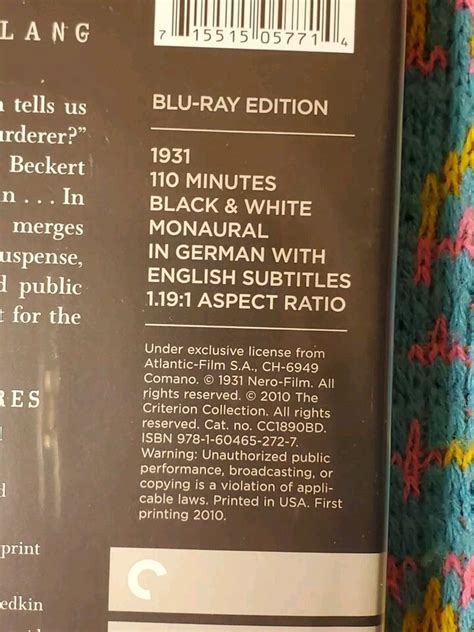 LANG
7 15515 05771 4
tells us
urderer?”
Beckert
n . . . In
merges
uspense,
d public
t for the
RES
!
d
print
edkin
BLU-RAY EDITION
1931
110 MINUTES
BLACK & WHITE
MONAURAL
IN GERMAN WITH
ENGLISH SUBTITLES
1.19:1 ASPECT RATIO
Under exclusive license from
Atlantic-Film S.A., CH-6949
Comano. © 1931 Nero-Film. All
rights reserved. © 2010 The
Criterion Collection. All rights
reserved. Cat. no. CC1890BD.
ISBN 978-1-60465-272-7.
Warning: Unauthorized public
performance, broadcasting, or
copying is a violation of appli-
cable laws. Printed in USA. First
printing 2010.